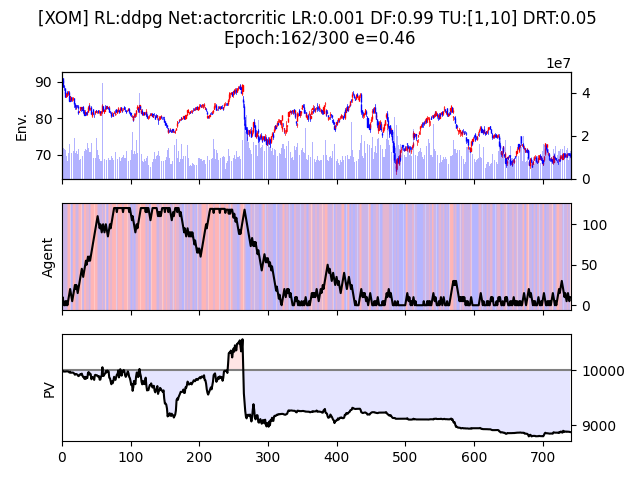 [XOM] RL:ddpg Net:actorcritic LR:0.001 DF:0.99 TU:[1,10] DRT:0.05
Epoch:162/300 e=0.46
1e7
90
80
70
Env.
4
2
0
Agent
100
50
0
PV
10000
9000
0 100 200 300 400 500 600 700